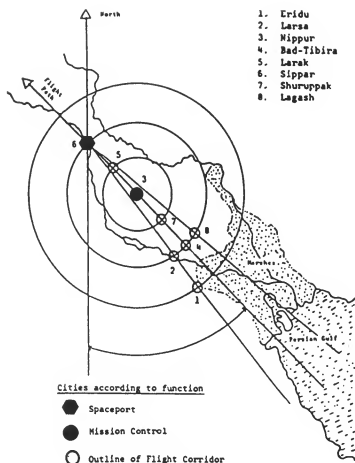 North
1. Eridu
2. Larsa
3. Nippur
4. Bad-Tibira
5. Larak
6. Sippar
7. Shuruppak
8. Lagash
Flight
Path
6
5
3
7
8
4
2
1
Marshes
Persian Gulf
Cities according to function
Spaceport
Mission Control
Outline of Flight Corridor